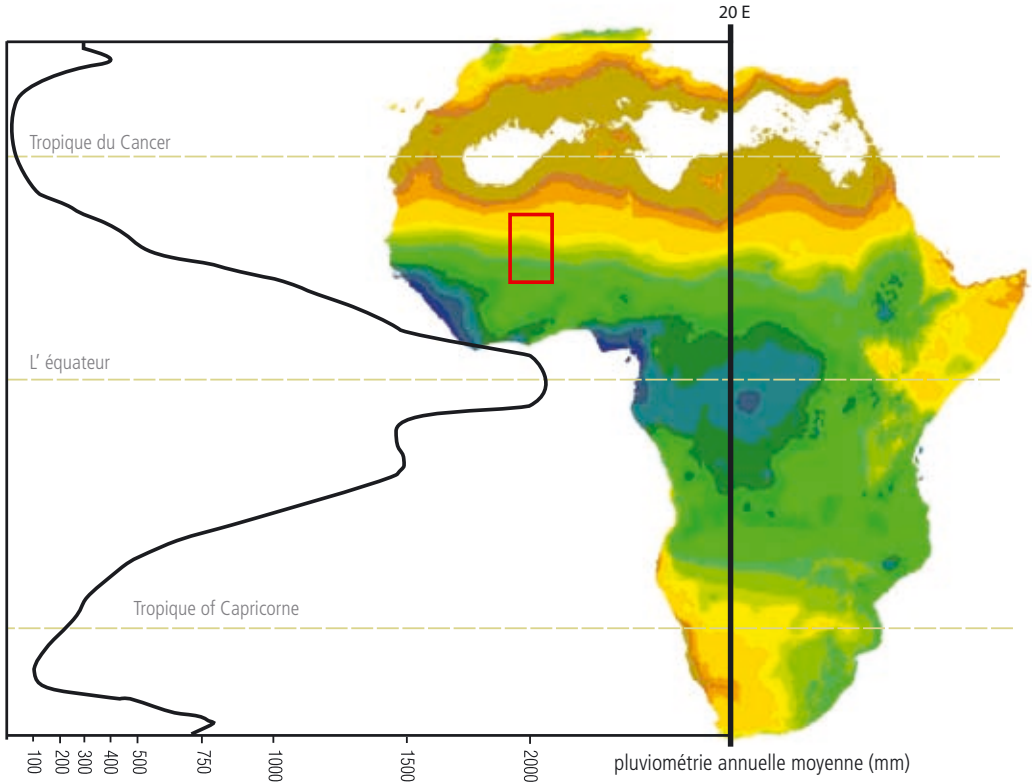 20 E
Tropique du Cancer
L' équateur
Tropique of Capricorne
100
200
300
400
500
750
1000
1500
2000
pluviométrie annuelle moyenne (mm)